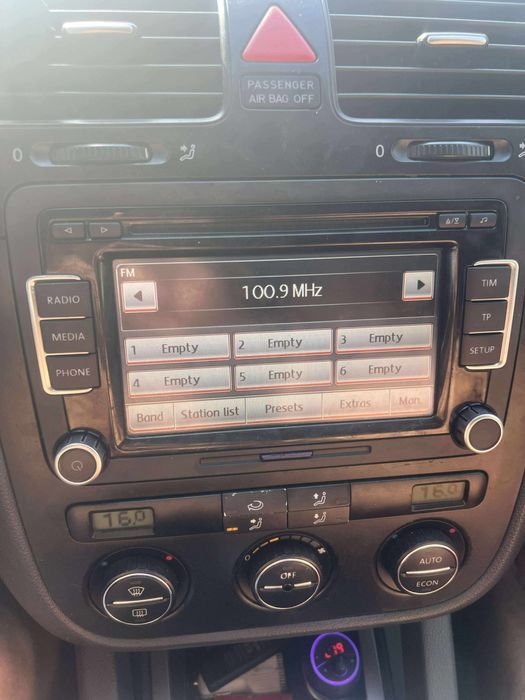 PASSENGER
AIR BAG OFF
0
0
FM
100.9 MHz
RADIO
MEDIA
PHONE
TIM
TP
SETUP
1 Empty
2 Empty
3 Empty
4 Empty
5 Empty
6 Empty
Band
Station list
Presets
Extras
Man.
16.0
16.0
OFF
AUTO
ECON